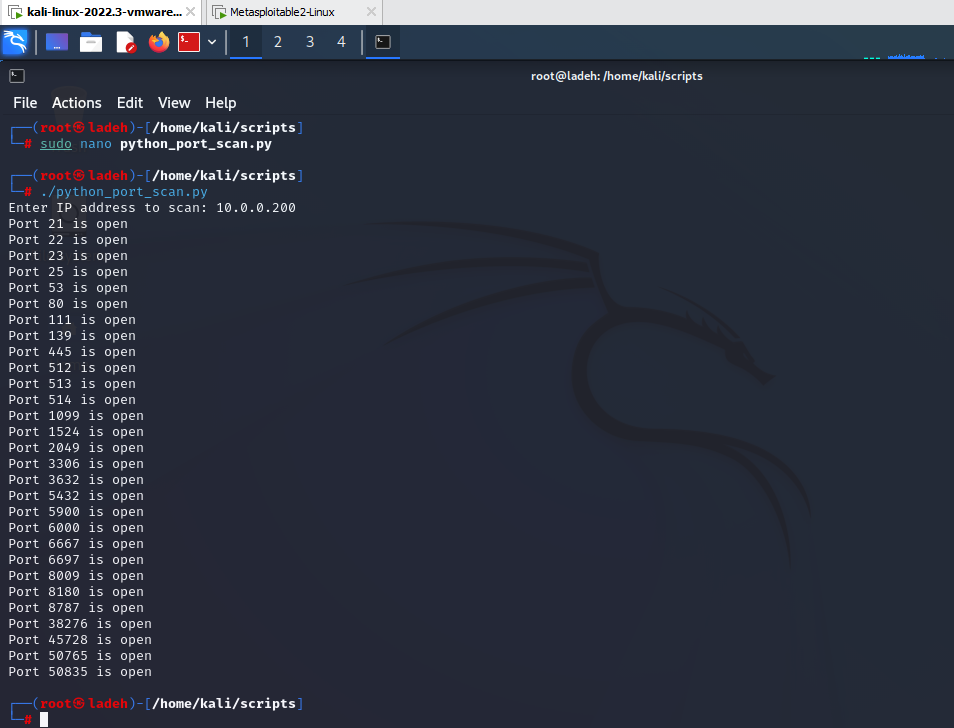 kali-linux-2022.3-vmware... Metasploitable2-Linux
1 2 3 4
root@ladeh: /home/kali/scripts
File Actions Edit View Help
┌──(root㉿ladeh)-[/home/kali/scripts]
└─# sudo nano python_port_scan.py
┌──(root㉿ladeh)-[/home/kali/scripts]
└─# ./python_port_scan.py
Enter IP address to scan: 10.0.0.200
Port 21 is open
Port 22 is open
Port 23 is open
Port 25 is open
Port 53 is open
Port 80 is open
Port 111 is open
Port 139 is open
Port 445 is open
Port 512 is open
Port 513 is open
Port 514 is open
Port 1099 is open
Port 1524 is open
Port 2049 is open
Port 3306 is open
Port 3632 is open
Port 5432 is open
Port 5900 is open
Port 6000 is open
Port 6667 is open
Port 6697 is open
Port 8009 is open
Port 8180 is open
Port 8787 is open
Port 38276 is open
Port 45728 is open
Port 50765 is open
Port 50835 is open
┌──(root㉿ladeh)-[/home/kali/scripts]
└─#